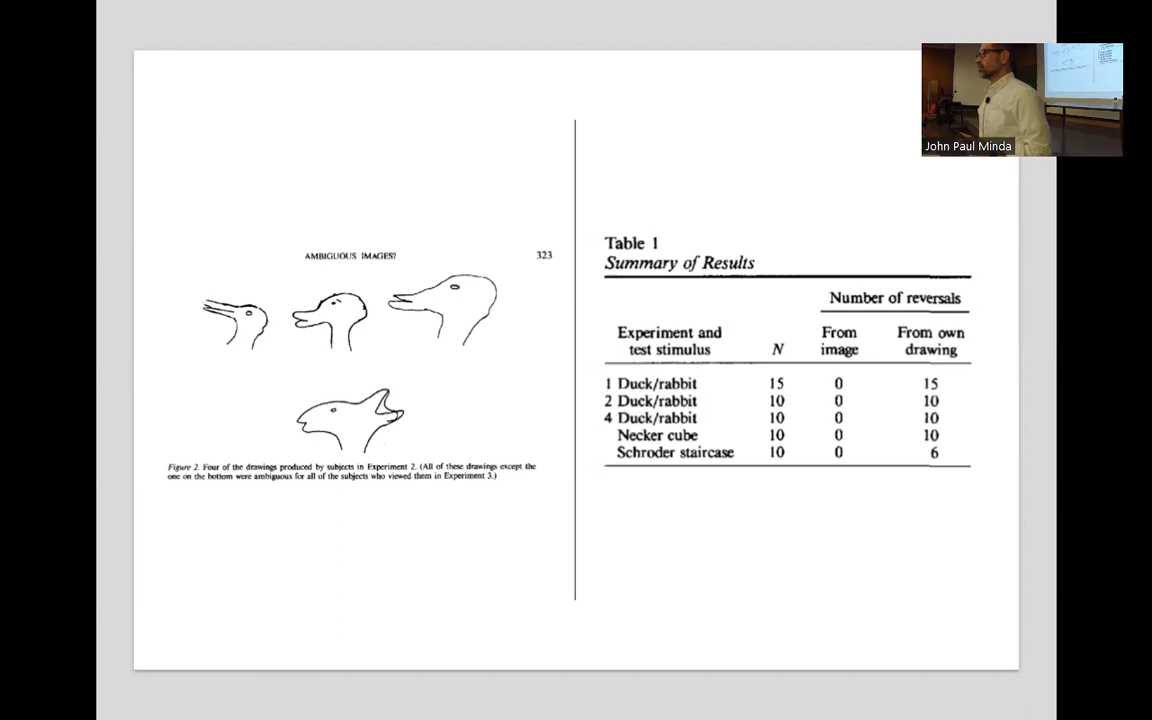 John Paul Minda
AMBIGUOUS IMAGES?
323
Figure 2. Four of the drawings produced by subjects in Experiment 2. (All of these drawings except the
one on the bottom were ambiguous for all of the subjects who viewed them in Experiment 3.)
Table 1
Summary of Results
Number of reversals
Experiment and test stimulus N From image From own drawing
1 Duck/rabbit 15 0 15
2 Duck/rabbit 10 0 10
4 Duck/rabbit 10 0 10
Necker cube 10 0 10
Schroder staircase 10 0 6